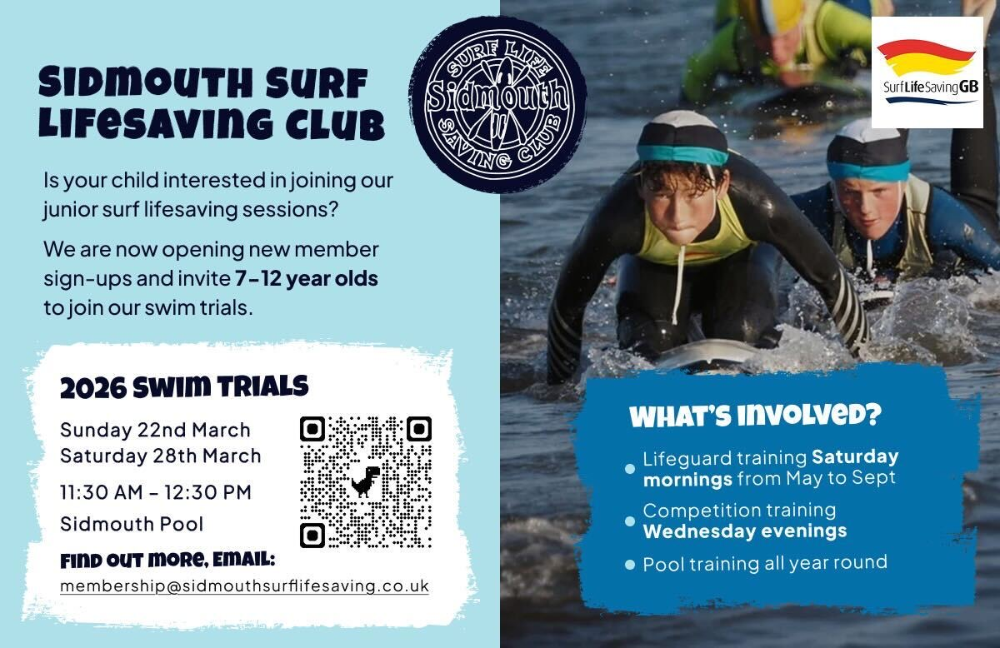 SIDMOUTH SURF
LIFESAVING CLUB
SURF LIFE
Sidmouth
SAVING CLUB
SurfLifeSavingGB
Is your child interested in joining our
junior surf lifesaving sessions?
We are now opening new member
sign-ups and invite 7–12 year olds
to join our swim trials.
2026 SWIM TRIALS
Sunday 22nd March
Saturday 28th March
11:30 AM – 12:30 PM
Sidmouth Pool
FIND OUT MORE, EMAIL:
membership@sidmouthsurflifesaving.co.uk
WHAT'S INVOLVED?
Lifeguard training Saturday
mornings from May to Sept
Competition training
Wednesday evenings
Pool training all year round